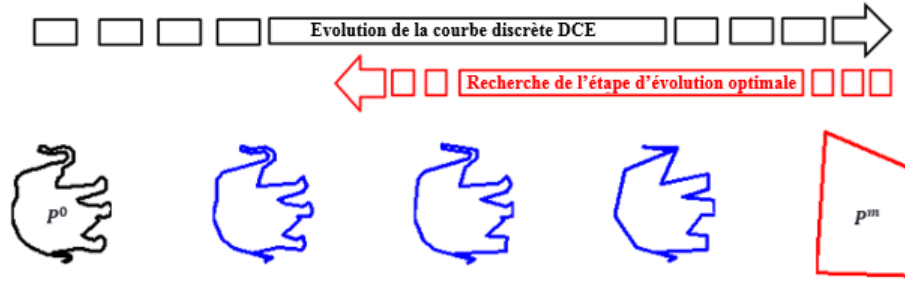 Evolution de la courbe discrète DCE
Recherche de l'étape d'évolution optimale
P⁰
Pᵐ